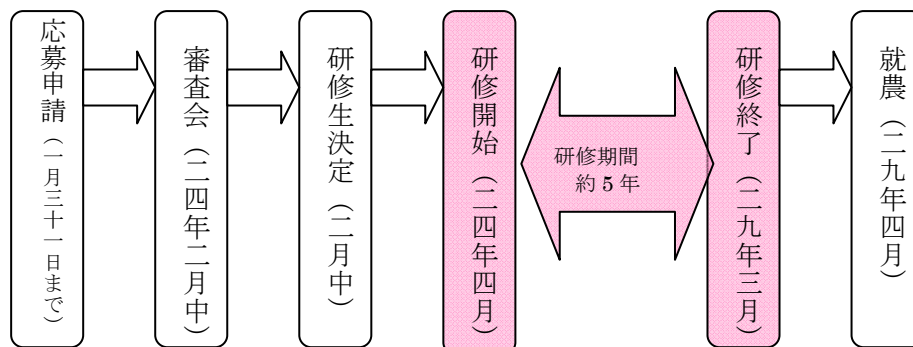 応募申請（一月三十一日まで）
審査会（二四年二月中）
研修生決定（二月中）
研修開始（二四年四月）
研修期間
約5年
研修終了（二九年三月）
就農（二九年四月）